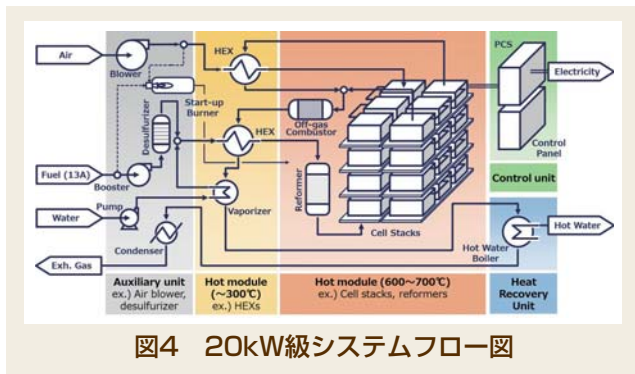 PCS
HEX
Air
Blower
Electricity
Start-up
Burner
Off-gas
Combustor
Desulfurizer
HEX
Control
Panel
Fuel (13A)
Booster
Reformer
Control unit
Water
Pump
Vaporizer
Cell Stacks
Hot Water
Condenser
Hot Water
Boiler
Exh. Gas
Auxiliary unit
ex.) Air blower,
desulfurizer
Hot module
(～300℃)
ex.) HEXs
Hot module (600～700℃)
ex.) Cell stacks, reformers
Heat
Recovery
Unit
図4　20kW級システムフロー図